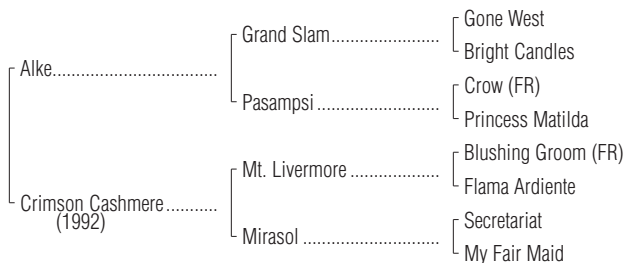 Gone West
Grand Slam........................
Bright Candles
Alke.................................
Crow (FR)
Pasampsi ...........................
Princess Matilda
Blushing Groom (FR)
Mt. Livermore ....................
Flama Ardiente
Crimson Cashmere ..........
(1992)
Secretariat
Mirasol ..............................
My Fair Maid